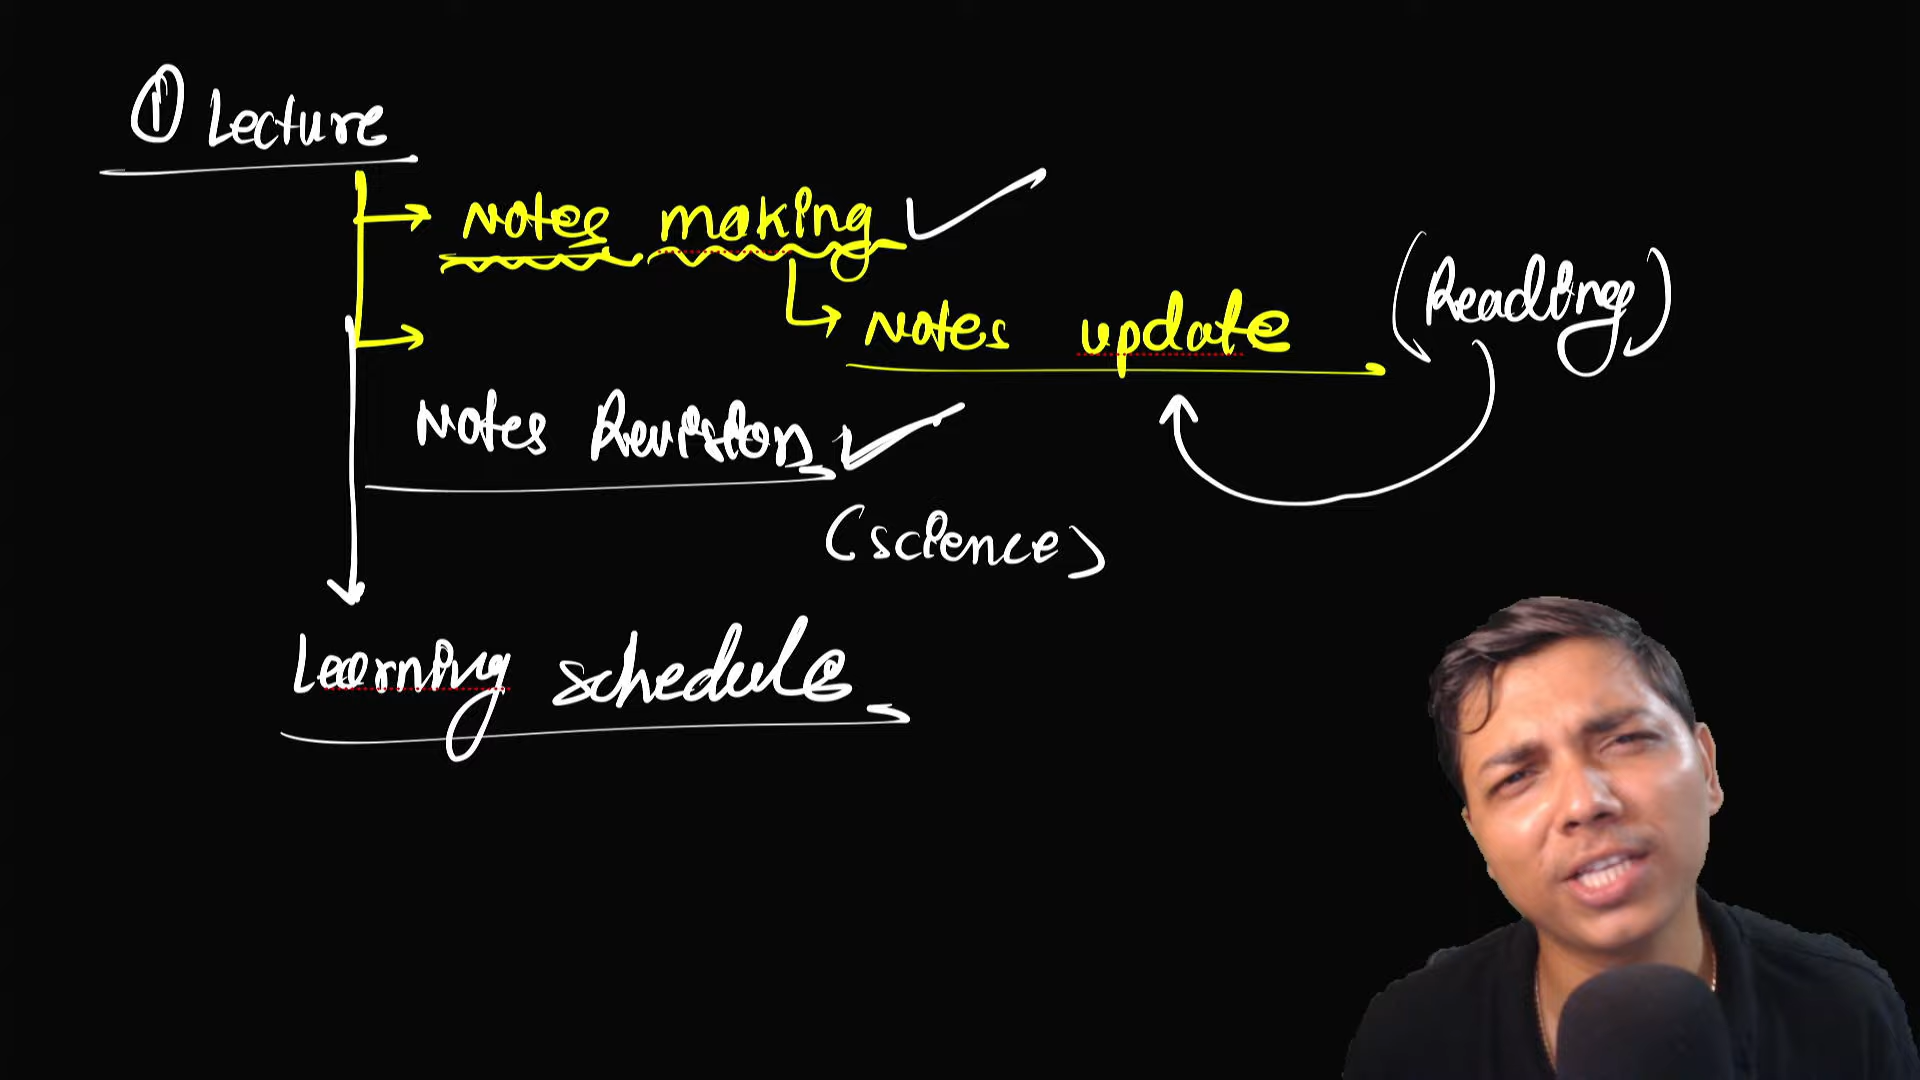 ① Lecture
→ Notes making ✓
↳ Notes update
(Reading)
→
Notes Revision ✓
(science)
Learning schedule